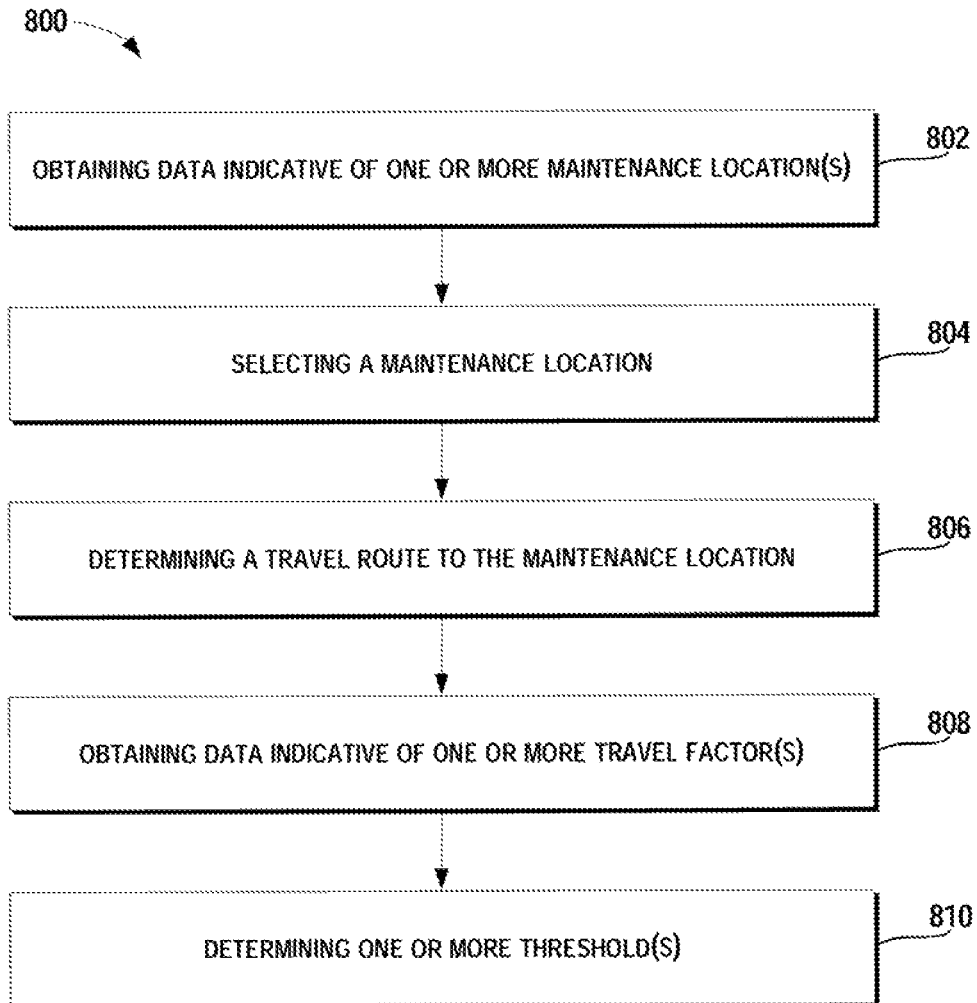 800
OBTAINING DATA INDICATIVE OF ONE OR MORE MAINTENANCE LOCATION(S)
802
SELECTING A MAINTENANCE LOCATION
804
DETERMINING A TRAVEL ROUTE TO THE MAINTENANCE LOCATION
806
OBTAINING DATA INDICATIVE OF ONE OR MORE TRAVEL FACTOR(S)
808
DETERMINING ONE OR MORE THRESHOLD(S)
810